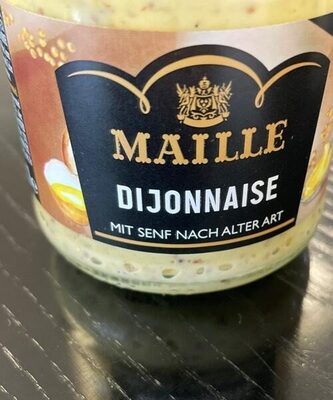 MAILLE
DIJONNAISE
MIT SENF NACH ALTER ART